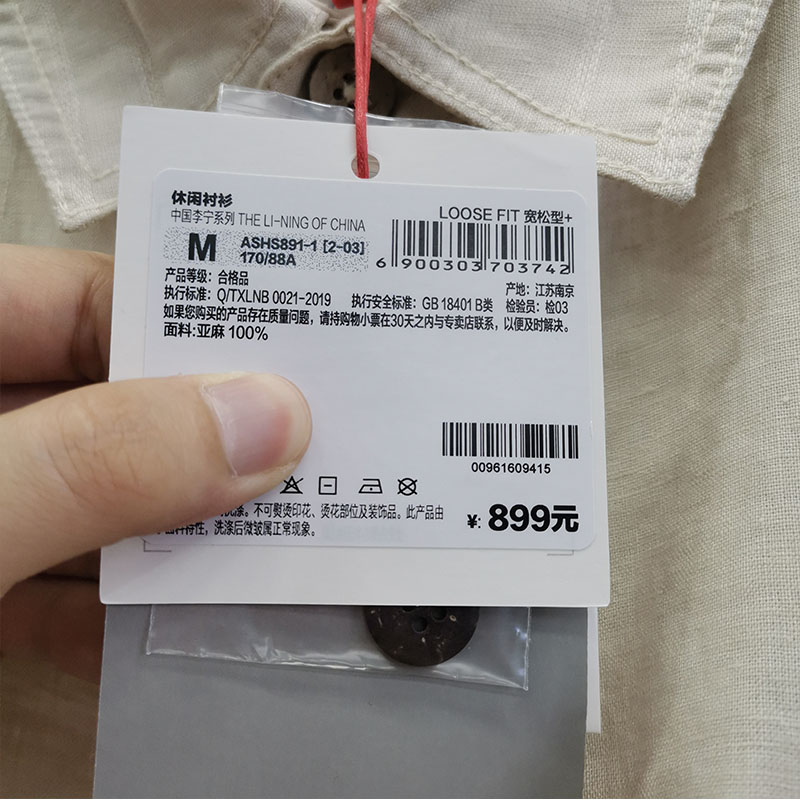 休闲衬衫
中国李宁系列 THE LI-NING OF CHINA
LOOSE FIT 宽松型+
M
ASHS891-1 [2-03]
170/88A
6 900303 703742
产品等级：合格品
产地：江苏南京
执行标准：Q/TXLNB 0021-2019 执行安全标准：GB 18401 B类 检验员：检03
如果您购买的产品存在质量问题，请持购物小票在30天之内与专卖店联系，以便及时解决。
面料:亚麻 100%
00961609415
洗涤。不可熨烫印花、烫花部位及装饰品。此产品由
特性，洗涤后微皱属正常现象。
¥: 899元